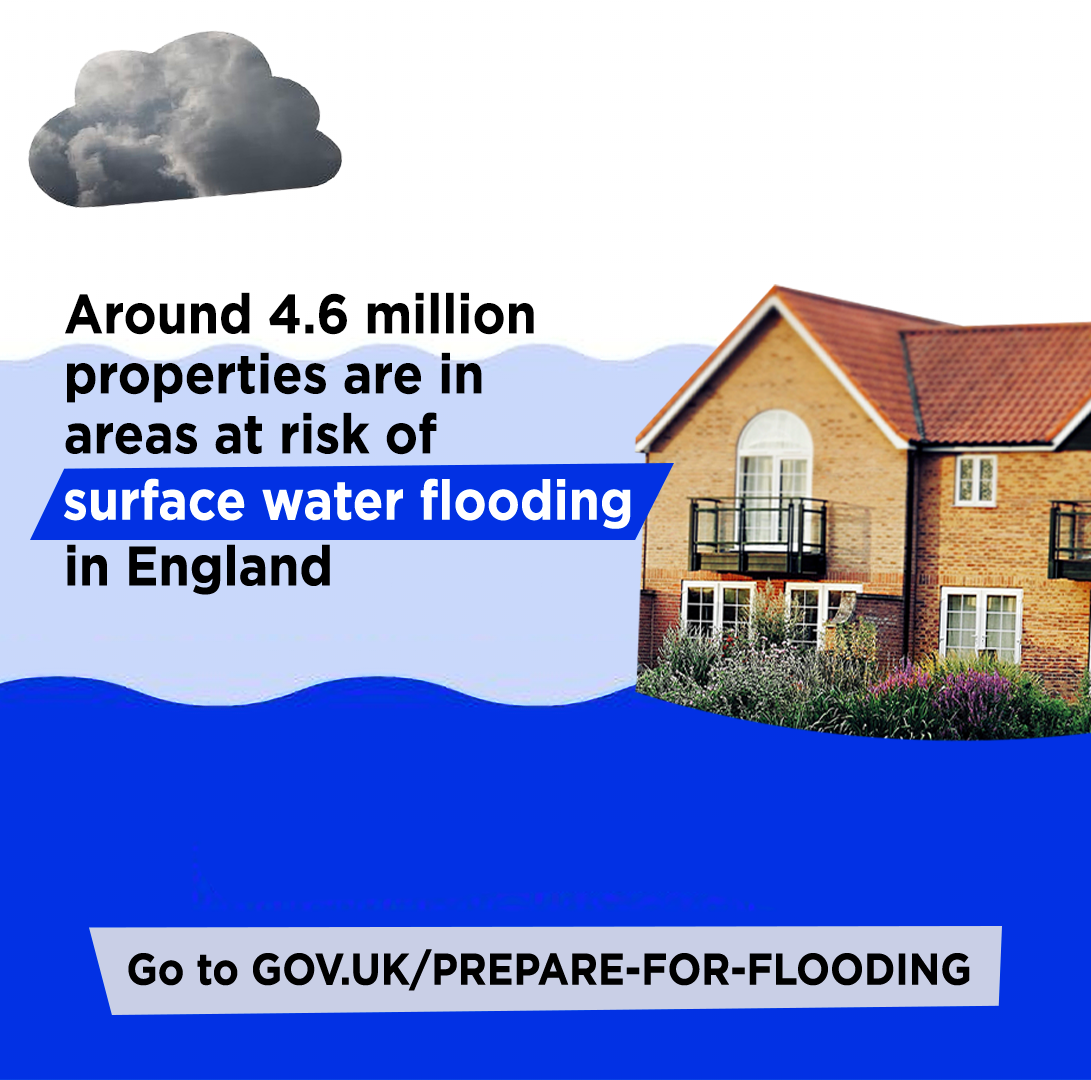 Around 4.6 million
properties are in
areas at risk of
surface water flooding
in England
Go to GOV.UK/PREPARE-FOR-FLOODING